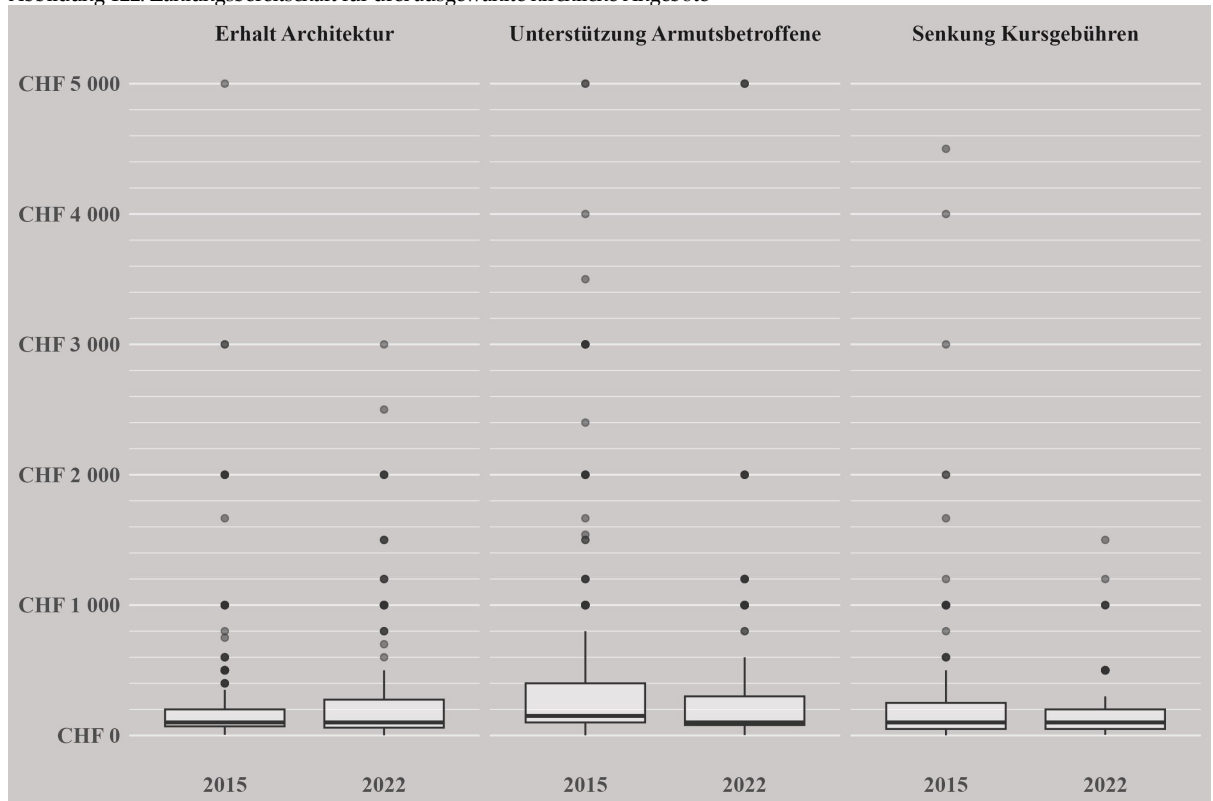 Erhalt Architektur Unterstützung Armutsbetroffene Senkung Kursgebühren
CHF 5 000
CHF 4 000
CHF 3 000
CHF 2 000
CHF 1 000
CHF 0
2015 2022 2015 2022 2015 2022